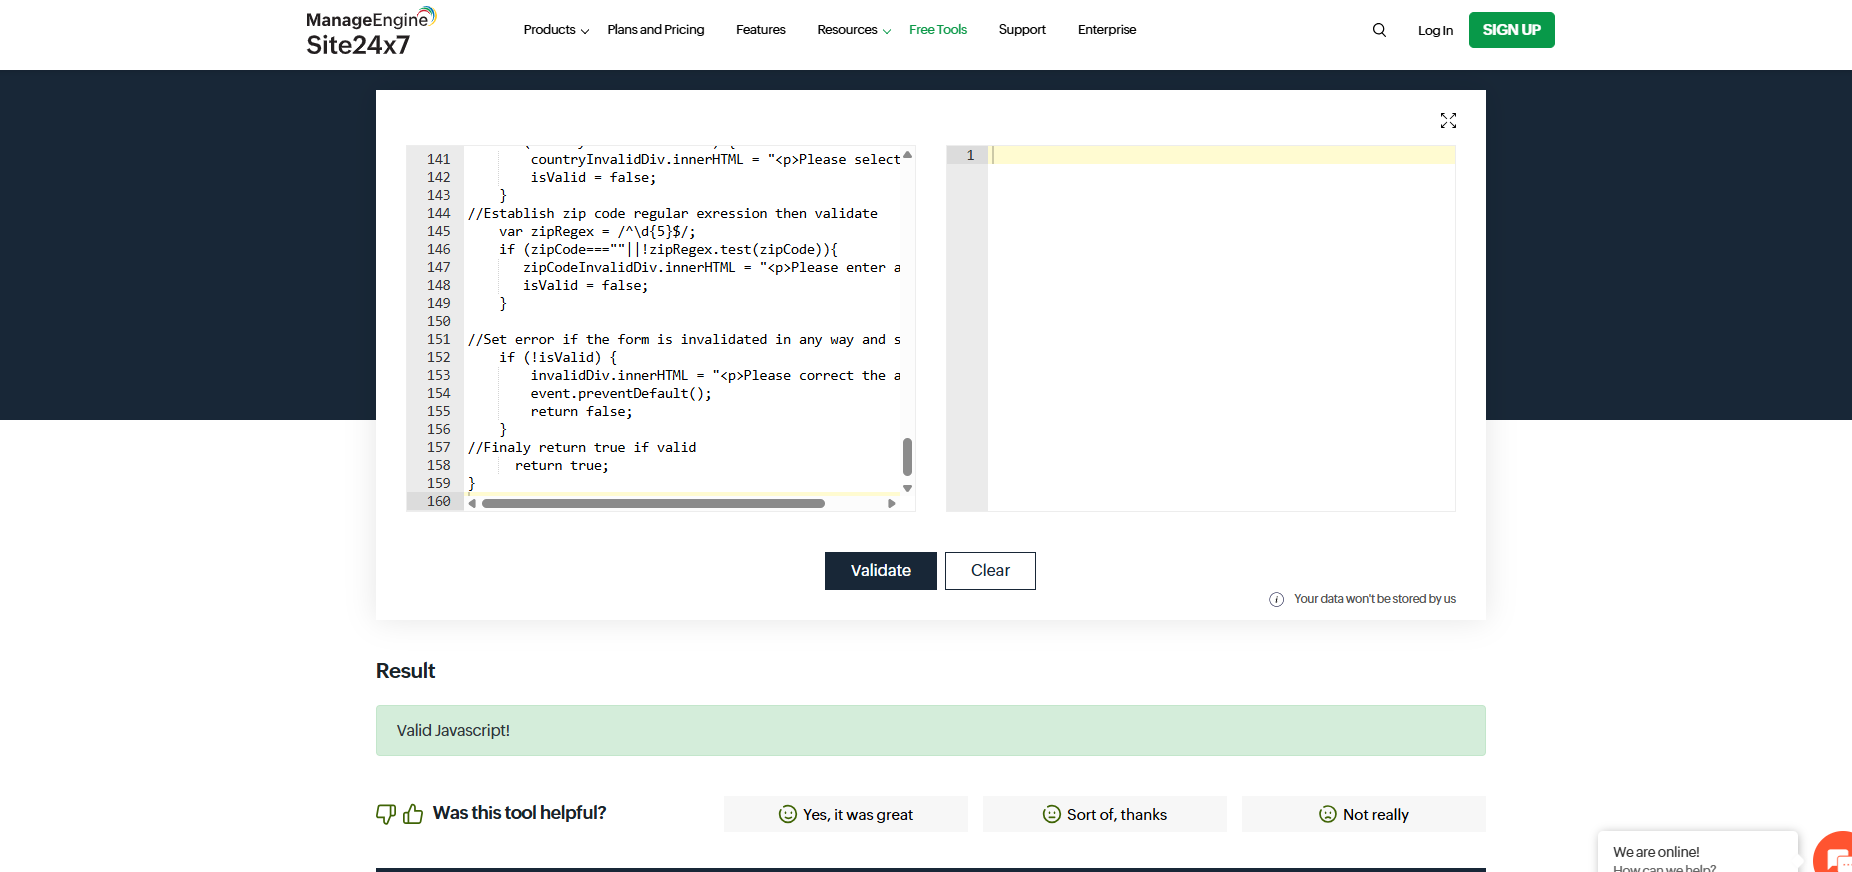 ManageEngine
Site24x7
Products
Plans and Pricing
Features
Resources
Free Tools
Support
Enterprise
Log In
SIGN UP
141 countryInvalidDiv.innerHTML = "<p>Please select
142 isValid = false;
143 }
144 //Establish zip code regular exression then validate
145 var zipRegex = /^\d{5}$/;
146 if (zipCode===""||!zipRegex.test(zipCode)){
147 zipCodeInvalidDiv.innerHTML = "<p>Please enter a
148 isValid = false;
149 }
150
151 //Set error if the form is invalidated in any way and s
152 if (!isValid) {
153 invalidDiv.innerHTML = "<p>Please correct the a
154 event.preventDefault();
155 return false;
156 }
157 //Finaly return true if valid
158 return true;
159 }
160
1
Validate
Clear
Your data won't be stored by us
Result
Valid Javascript!
Was this tool helpful?
Yes, it was great
Sort of, thanks
Not really
We are online!
How can we help?